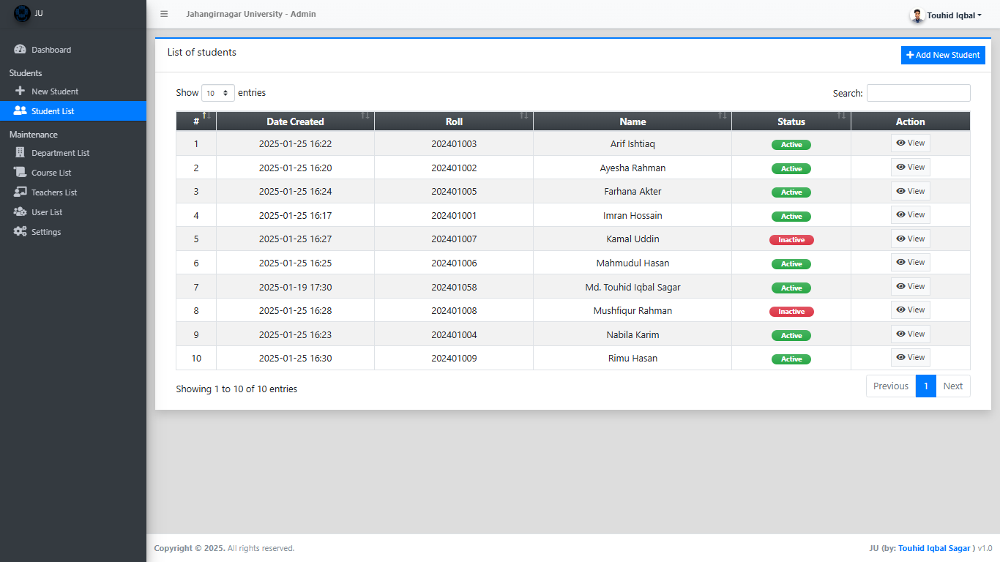 JU
Jahangirnagar University - Admin
Touhid Iqbal
Dashboard
Students
New Student
Student List
Maintenance
Department List
Course List
Teachers List
User List
Settings
List of students
Add New Student
Show 10 entries
Search:
# Date Created Roll Name Status Action
1 2025-01-25 16:22 202401003 Arif Ishtiaq Active View
2 2025-01-25 16:20 202401002 Ayesha Rahman Active View
3 2025-01-25 16:24 202401005 Farhana Akter Active View
4 2025-01-25 16:17 202401001 Imran Hossain Active View
5 2025-01-25 16:27 202401007 Kamal Uddin Inactive View
6 2025-01-25 16:25 202401006 Mahmudul Hasan Active View
7 2025-01-19 17:30 202401058 Md. Touhid Iqbal Sagar Active View
8 2025-01-25 16:28 202401008 Mushfiqur Rahman Inactive View
9 2025-01-25 16:23 202401004 Nabila Karim Active View
10 2025-01-25 16:30 202401009 Rimu Hasan Active View
Showing 1 to 10 of 10 entries
Previous 1 Next
Copyright © 2025. All rights reserved.
JU (by: Touhid Iqbal Sagar ) v1.0